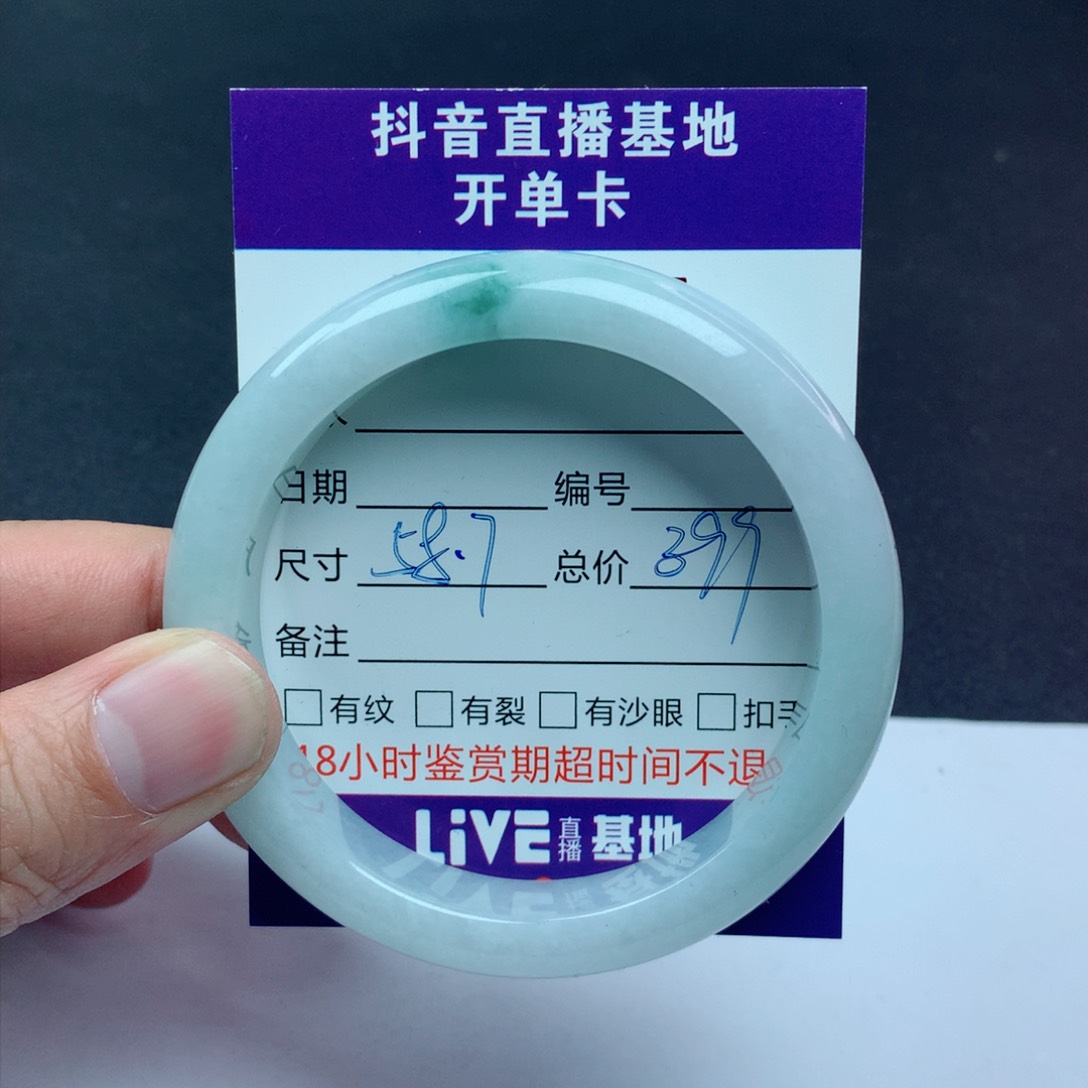 抖音直播基地
开单卡
日期 编号
尺寸 58.7 总价 399
备注
有纹 有裂 有沙眼 扣手
48小时鉴赏期超时间不退
LiVE 直播 基地